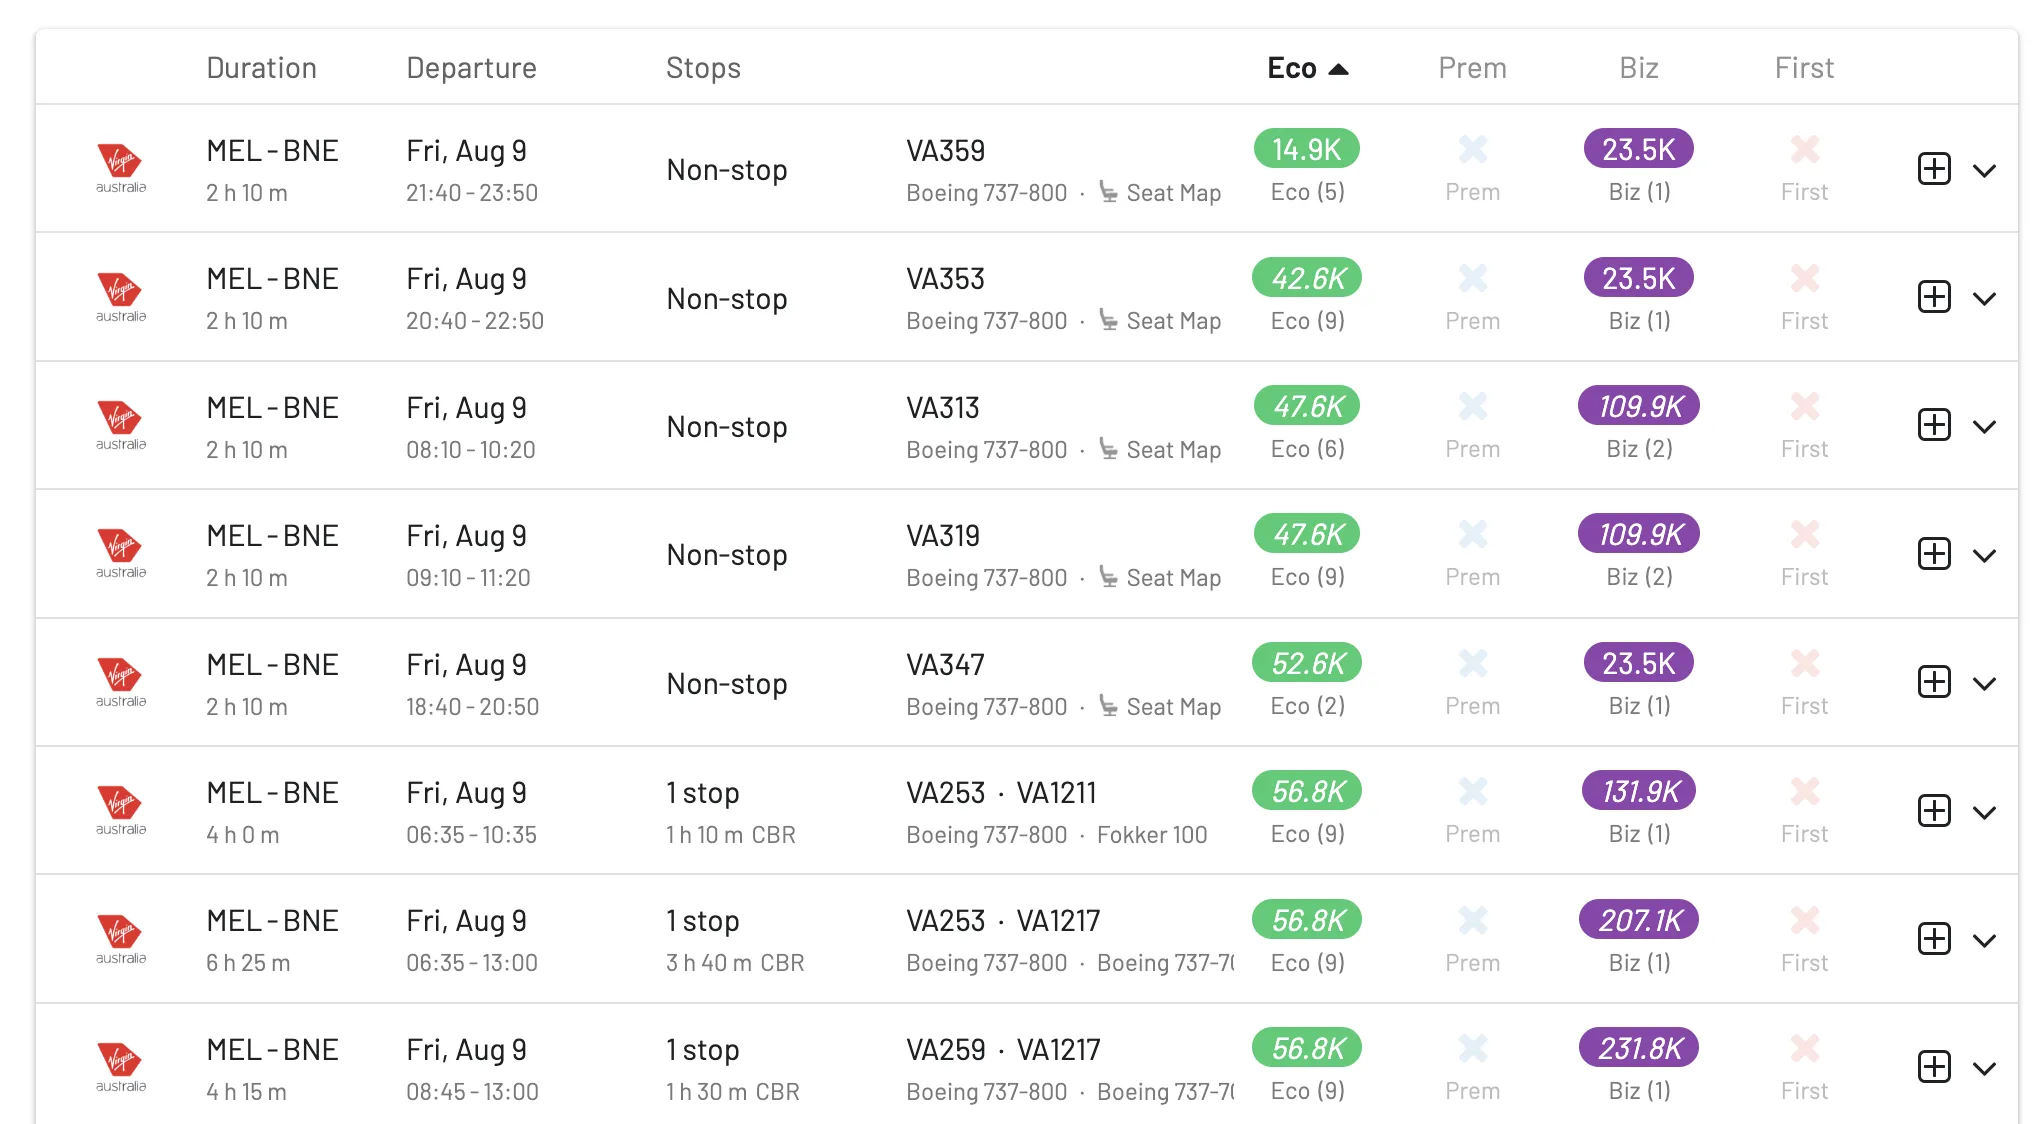 Duration Departure Stops Eco Prem Biz First
MEL - BNE Fri, Aug 9 Non-stop VA359 14.9K 23.5K
Virgin australia 2 h 10 m 21:40 - 23:50 Boeing 737-800 · Seat Map Eco (5) Prem Biz (1) First
MEL - BNE Fri, Aug 9 Non-stop VA353 42.6K 23.5K
Virgin australia 2 h 10 m 20:40 - 22:50 Boeing 737-800 · Seat Map Eco (9) Prem Biz (1) First
MEL - BNE Fri, Aug 9 Non-stop VA313 47.6K 109.9K
Virgin australia 2 h 10 m 08:10 - 10:20 Boeing 737-800 · Seat Map Eco (6) Prem Biz (2) First
MEL - BNE Fri, Aug 9 Non-stop VA319 47.6K 109.9K
Virgin australia 2 h 10 m 09:10 - 11:20 Boeing 737-800 · Seat Map Eco (9) Prem Biz (2) First
MEL - BNE Fri, Aug 9 Non-stop VA347 52.6K 23.5K
Virgin australia 2 h 10 m 18:40 - 20:50 Boeing 737-800 · Seat Map Eco (2) Prem Biz (1) First
MEL - BNE Fri, Aug 9 1 stop VA253 · VA1211 56.8K 131.9K
Virgin australia 4 h 0 m 06:35 - 10:35 1 h 10 m CBR Boeing 737-800 · Fokker 100 Eco (9) Prem Biz (1) First
MEL - BNE Fri, Aug 9 1 stop VA253 · VA1217 56.8K 207.1K
Virgin australia 6 h 25 m 06:35 - 13:00 3 h 40 m CBR Boeing 737-800 · Boeing 737-7 Eco (9) Prem Biz (1) First
MEL - BNE Fri, Aug 9 1 stop VA259 · VA1217 56.8K 231.8K
Virgin australia 4 h 15 m 08:45 - 13:00 1 h 30 m CBR Boeing 737-800 · Boeing 737-7 Eco (9) Prem Biz (1) First